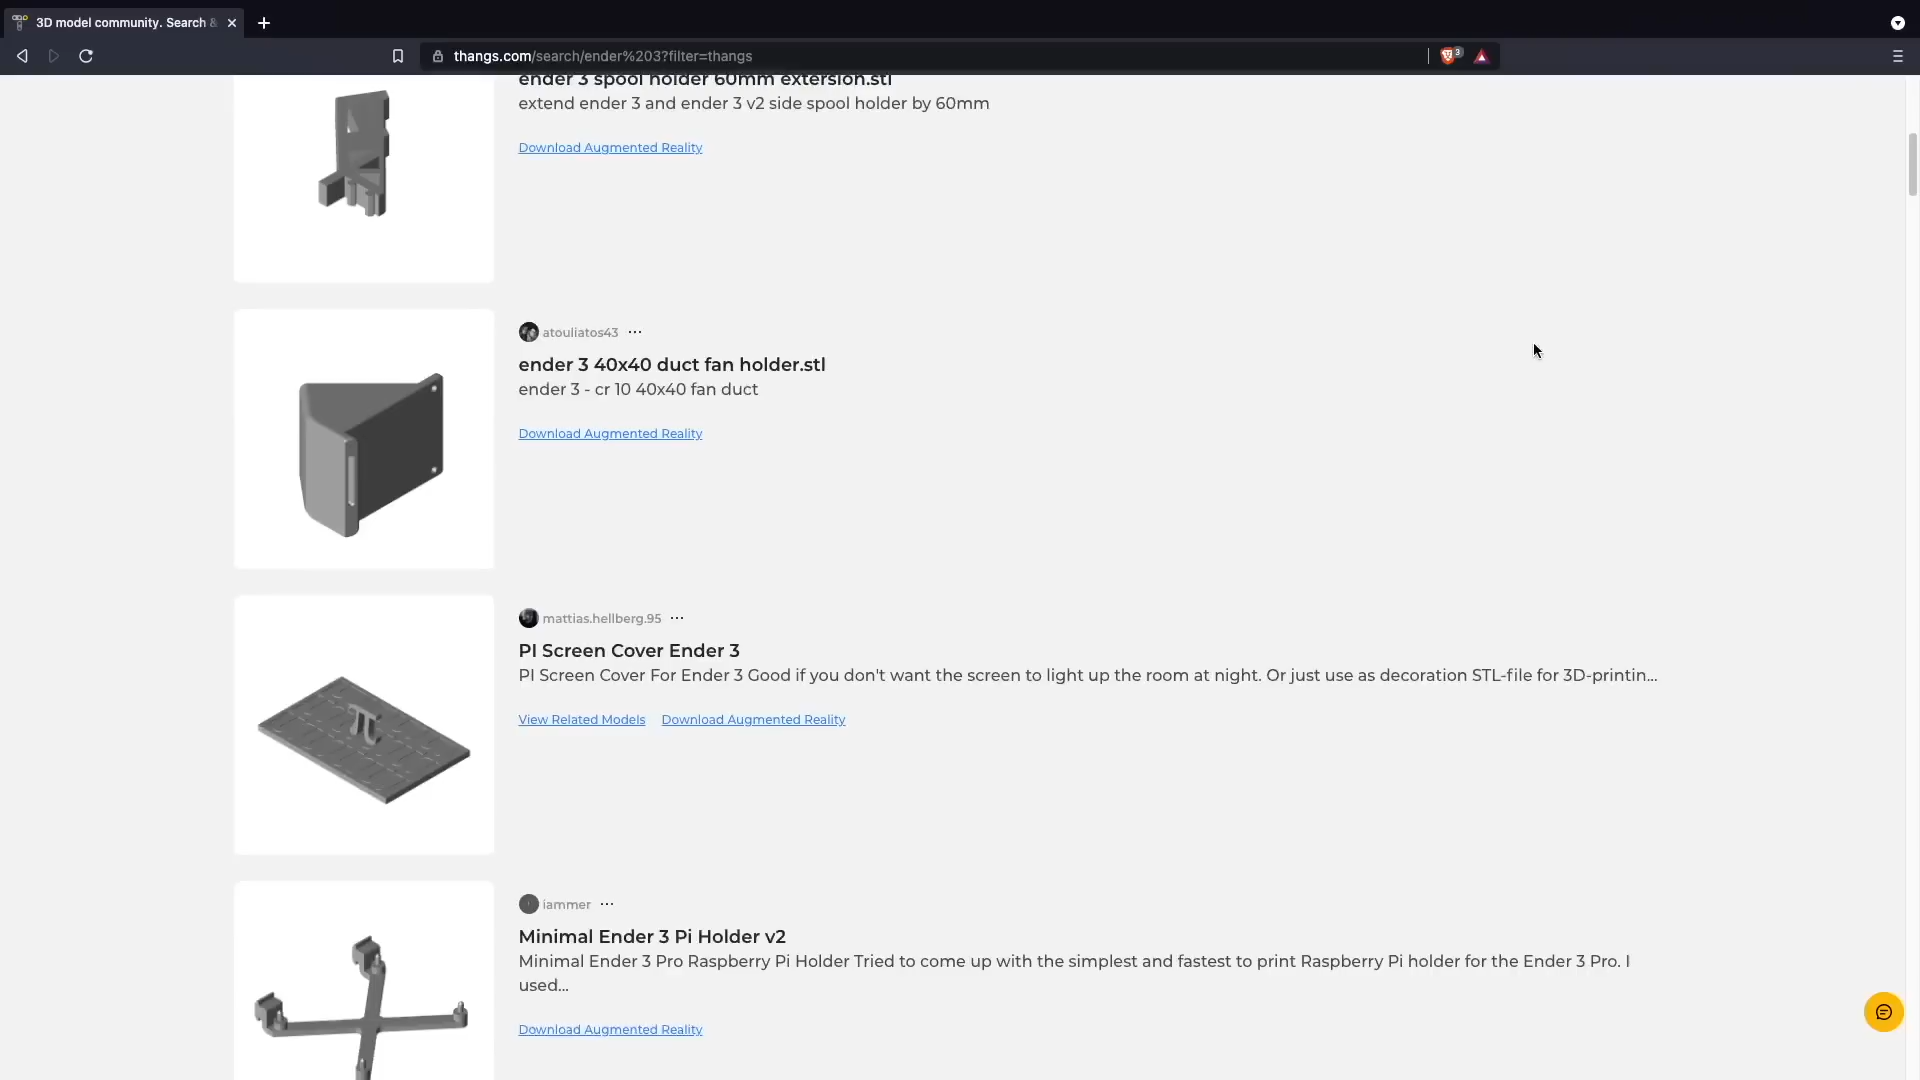 3D model community. Search &
thangs.com/search/ender%203?filter=thangs
3
ender 3 spool holder 60mm extersion.stl
extend ender 3 and ender 3 v2 side spool holder by 60mm
Download Augmented Reality
atouliatos43 ...
ender 3 40x40 duct fan holder.stl
ender 3 - cr 10 40x40 fan duct
Download Augmented Reality
mattias.hellberg.95 ...
PI Screen Cover Ender 3
PI Screen Cover For Ender 3 Good if you don't want the screen to light up the room at night. Or just use as decoration STL-file for 3D-printin...
View Related Models Download Augmented Reality
π
iammer ...
Minimal Ender 3 Pi Holder v2
Minimal Ender 3 Pro Raspberry Pi Holder Tried to come up with the simplest and fastest to print Raspberry Pi holder for the Ender 3 Pro. I
used...
Download Augmented Reality